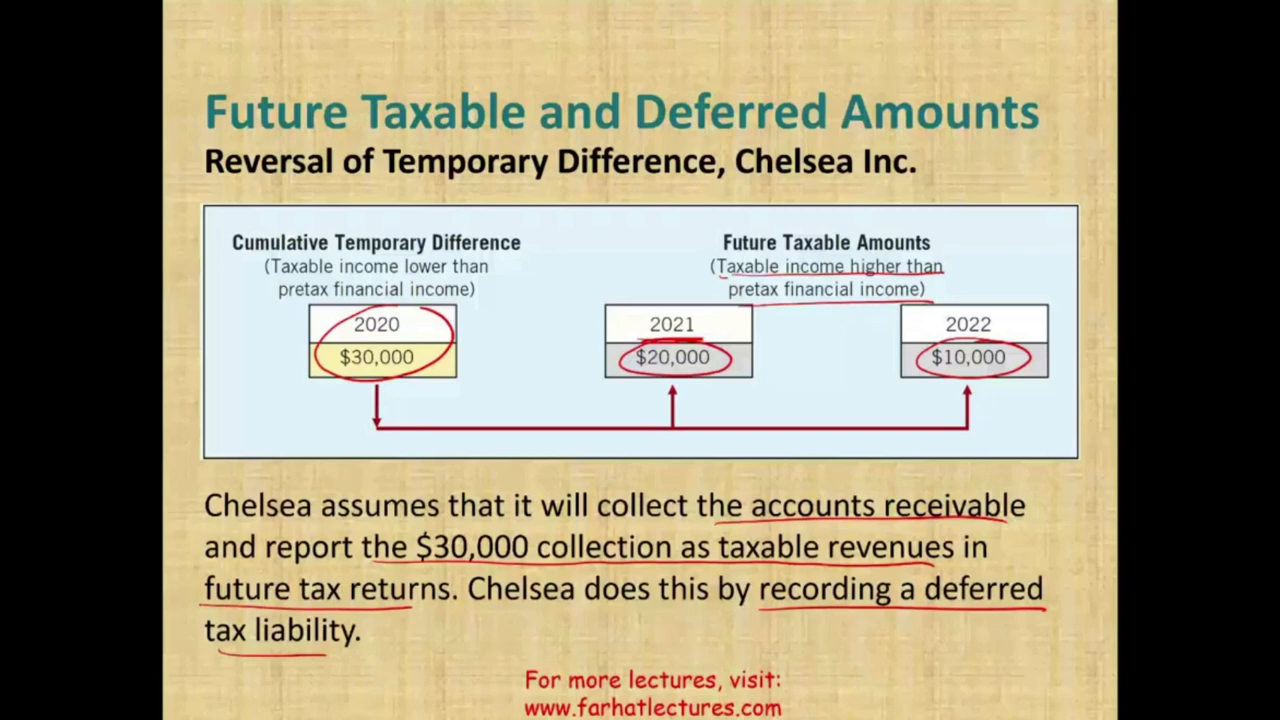 Future Taxable and Deferred Amounts
Reversal of Temporary Difference, Chelsea Inc.
Cumulative Temporary Difference
(Taxable income lower than
pretax financial income)
2020
$30,000
Future Taxable Amounts
(Taxable income higher than
pretax financial income)
2021
$20,000
2022
$10,000
Chelsea assumes that it will collect the accounts receivable
and report the $30,000 collection as taxable revenues in
future tax returns. Chelsea does this by recording a deferred
tax liability.
For more lectures, visit:
www.farhatlectures.com